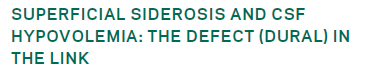 SUPERFICIAL SIDEROSIS AND CSF
HYPOVOLEMIA: THE DEFECT (DURAL) IN
THE LINK